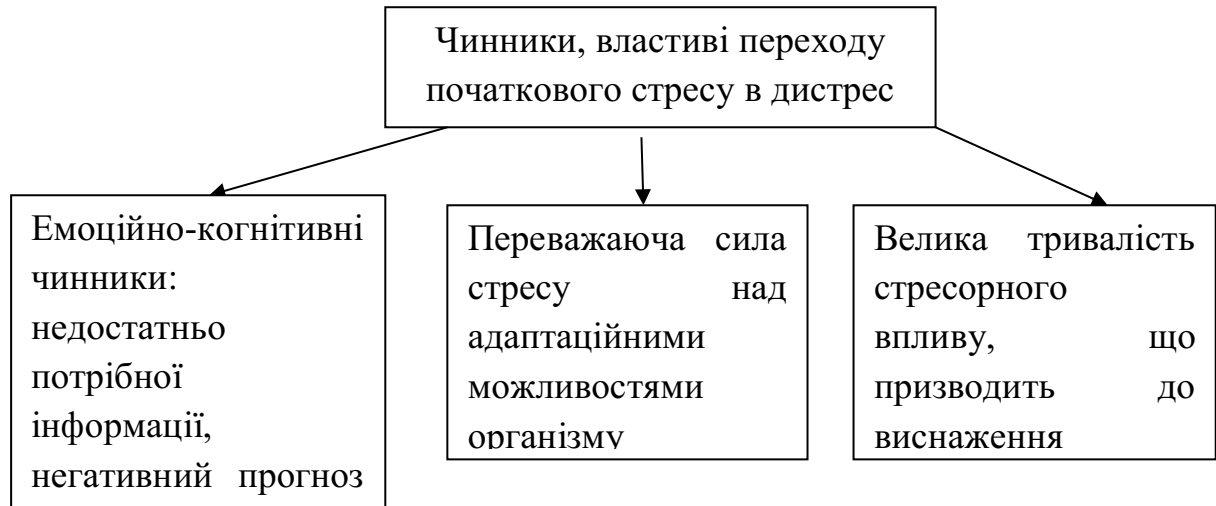 Чинники, властиві переходу
початкового стресу в дистрес
Емоційно-когнітивні
чинники:
недостатньо
потрібної
інформації,
негативний прогноз
Переважаюча сила
стресу над
адаптаційними
можливостями
організму
Велика тривалість
стресорного
впливу, що
призводить до
виснаження